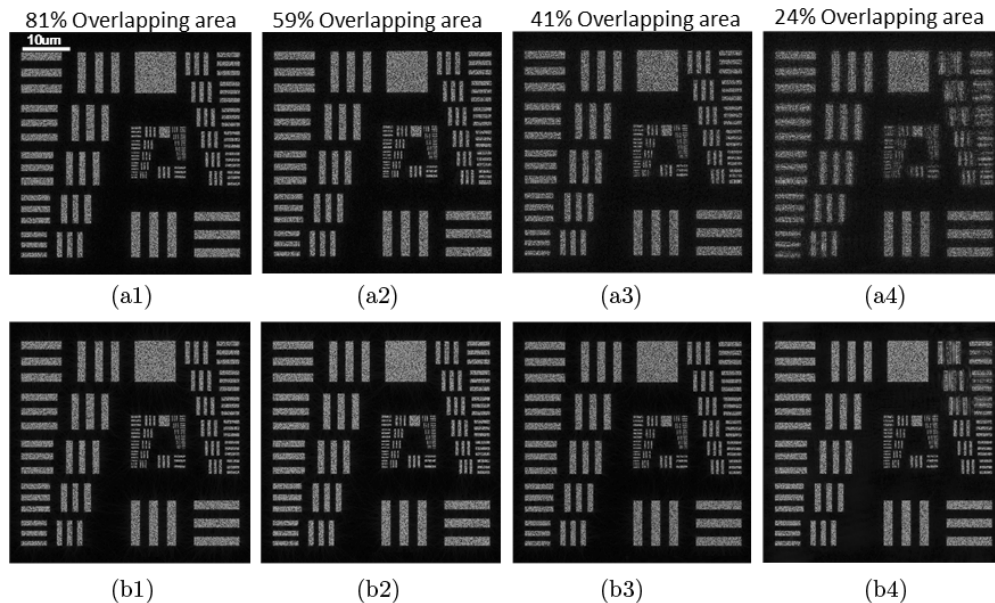 81% Overlapping area 59% Overlapping area 41% Overlapping area 24% Overlapping area
10um
(a1) (a2) (a3) (a4)
(b1) (b2) (b3) (b4)